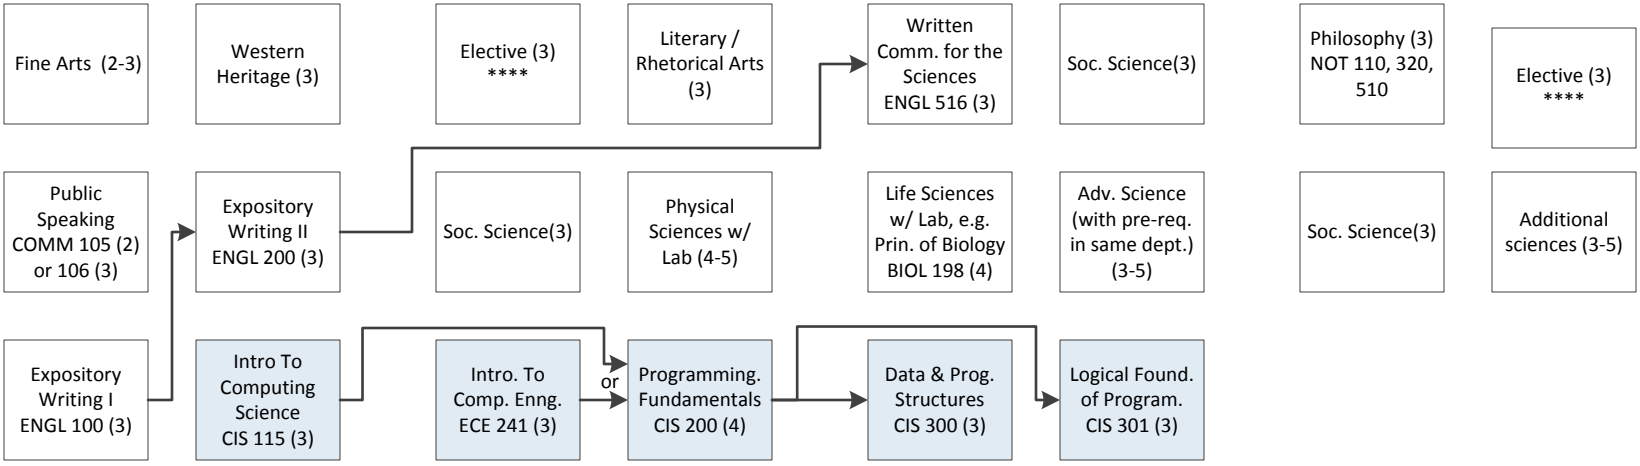 Fine Arts  (2-3)
Western
Heritage (3)
Elective (3)
****
Literary /
Rhetorical Arts
(3)
Written
Comm. for the
Sciences
ENGL 516 (3)
Soc. Science(3)
Philosophy (3)
NOT 110, 320,
510
Elective (3)
****
Public
Speaking
COMM 105 (2)
or 106 (3)
Expository
Writing II
ENGL 200 (3)
Soc. Science(3)
Physical
Sciences w/
Lab (4-5)
Life Sciences
w/ Lab, e.g.
Prin. of Biology
BIOL 198 (4)
Adv. Science
(with pre-req.
in same dept.)
(3-5)
Soc. Science(3)
Additional
sciences (3-5)
Expository
Writing I
ENGL 100 (3)
Intro To
Computing
Science
CIS 115 (3)
Intro. To
Comp. Enng.
ECE 241 (3)
or
Programming.
Fundamentals
CIS 200 (4)
Data & Prog.
Structures
CIS 300 (3)
Logical Found.
of Program.
CIS 301 (3)